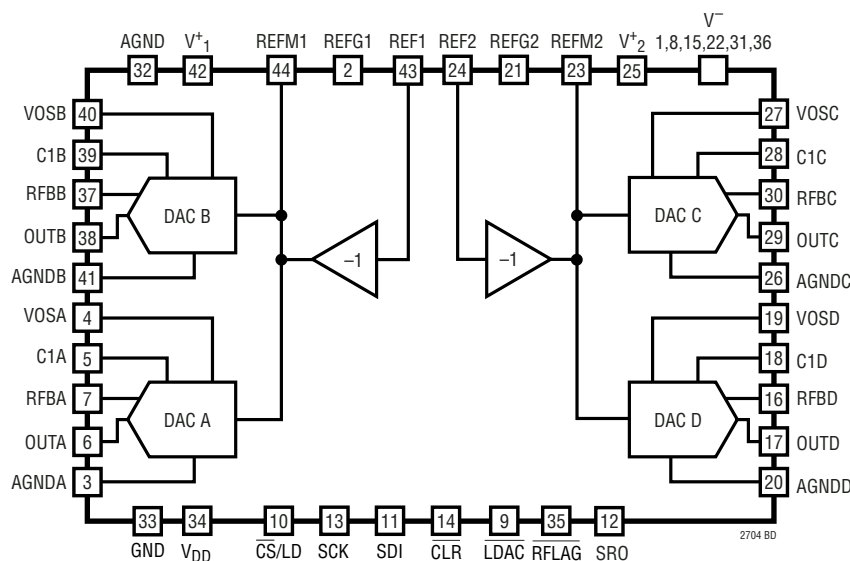 AGND V+1 REFM1 REFG1 REF1 REF2 REFG2 REFM2 V+2 V–
1,8,15,22,31,36
32 42 44 2 43 24 21 23 25
VOSB 40 27 VOSC
C1B 39 28 C1C
RFBB 37 DAC B DAC C 30 RFBC
OUTB 38 29 OUTC
–1 –1
AGNDB 41 26 AGNDC
VOSA 4 19 VOSD
C1A 5 18 C1D
RFBA 7 16 RFBD
DAC A DAC D
OUTA 6 17 OUTD
AGNDA 3 20 AGNDD
33 34 10 13 11 14 9 35 12
2704 BD
GND VDD C̅S̅/LD SCK SDI C̅L̅R̅ L̅D̅A̅C̅ R̅F̅L̅A̅G̅ SRO